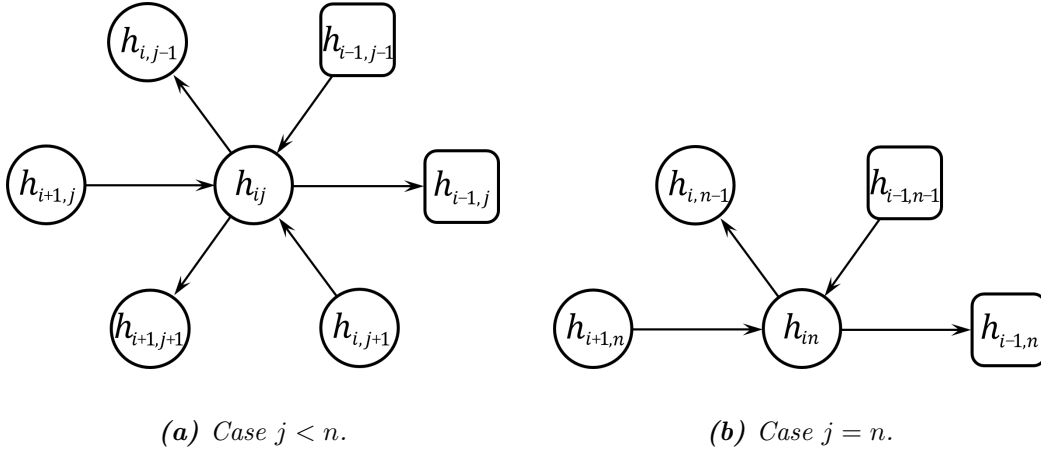 h_{i,j-1} h_{i-1,j-1}
h_{i+1,j} h_{ij} h_{i-1,j} h_{i,n-1} h_{i-1,n-1}
h_{i+1,j+1} h_{i,j+1} h_{i+1,n} h_{in} h_{i-1,n}
(a) Case j < n. (b) Case j = n.